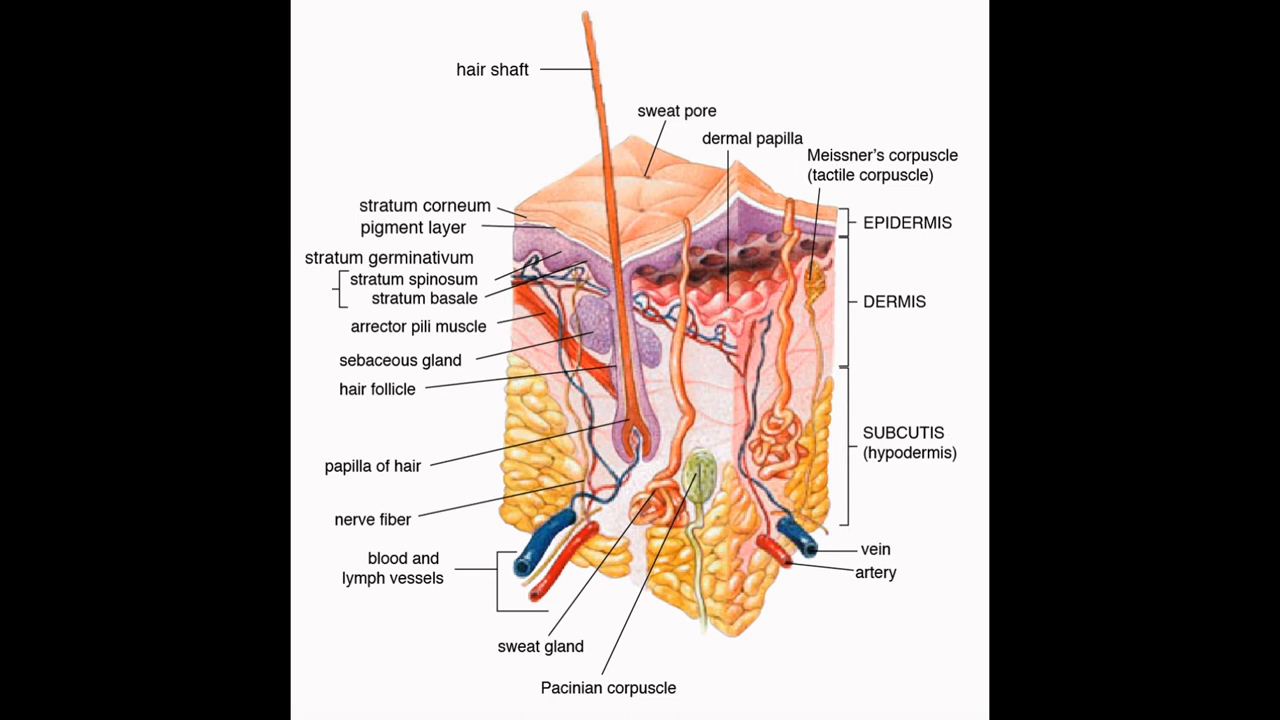 hair shaft
sweat pore
dermal papilla
Meissner's corpuscle
(tactile corpuscle)
stratum corneum
pigment layer
stratum germinativum
stratum spinosum
stratum basale
arrector pili muscle
sebaceous gland
hair follicle
papilla of hair
nerve fiber
blood and
lymph vessels
sweat gland
Pacinian corpuscle
EPIDERMIS
DERMIS
SUBCUTIS
(hypodermis)
vein
artery